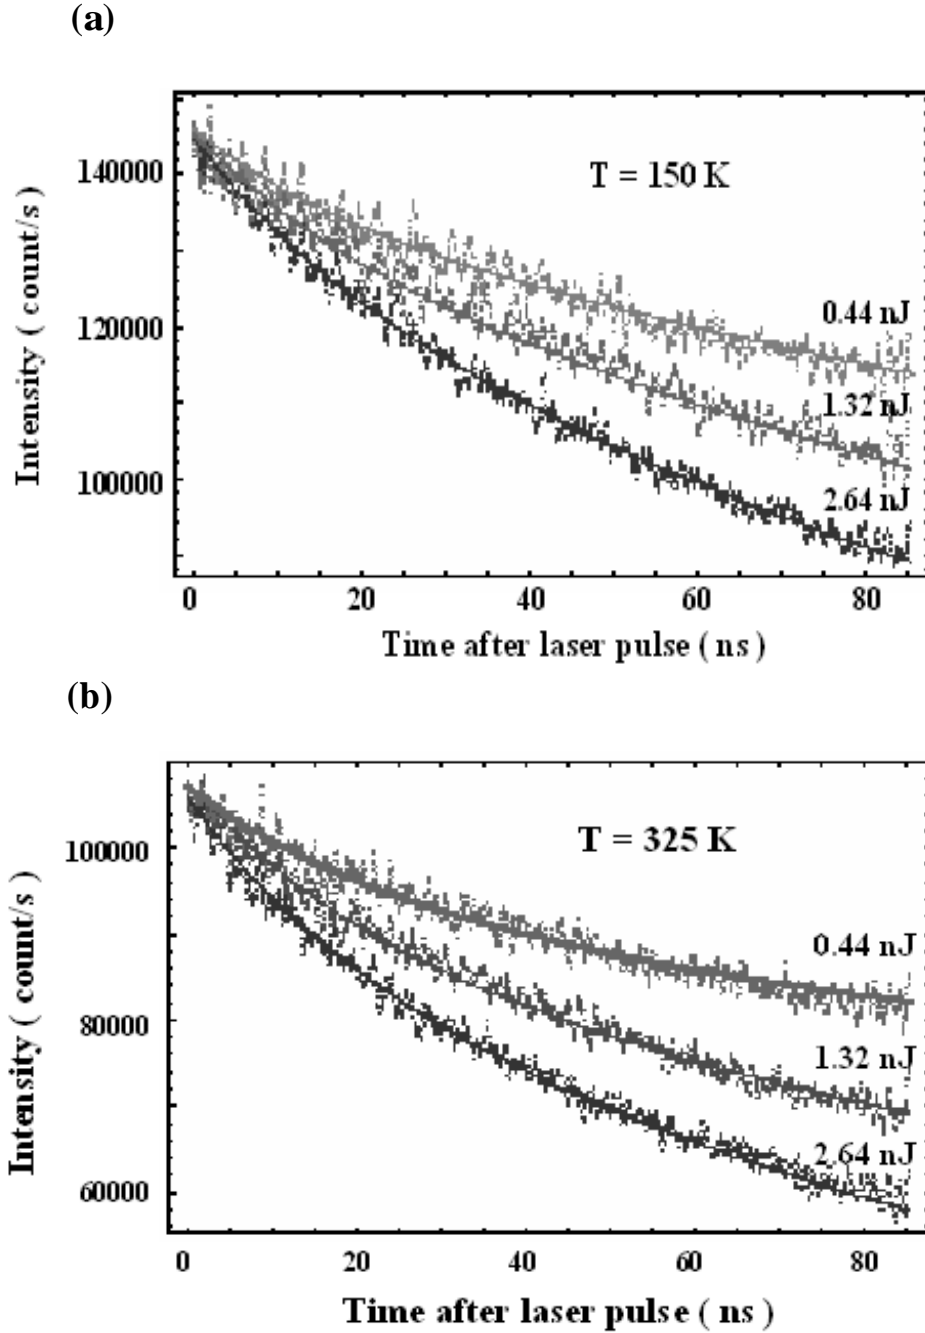 (a)
T = 150 K
140000
120000
100000
0.44 nJ
1.32 nJ
2.64 nJ
Intensity ( count/s )
0 20 40 60 80
Time after laser pulse ( ns )
(b)
T = 325 K
100000
80000
60000
0.44 nJ
1.32 nJ
2.64 nJ
Intensity ( count/s )
0 20 40 60 80
Time after laser pulse ( ns )